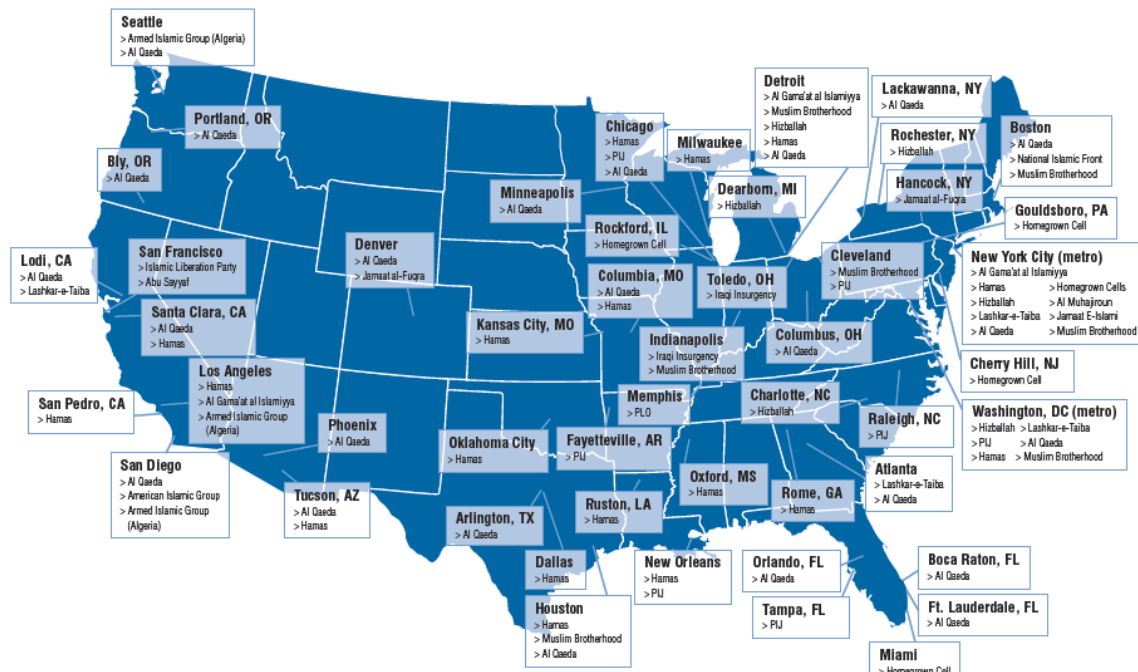 Seattle
> Armed Islamic Group (Algeria)
> Al Qaeda
Portland, OR
> Al Qaeda
Bly, OR
> Al Qaeda
Lodi, CA
> Al Qaeda
> Lashkar-e-Taiba
San Francisco
> Islamic Liberation Party
> Abu Sayyaf
Santa Clara, CA
> Al Qaeda
> Hamas
Los Angeles
> Hamas
> Al Gama'at al Islamiyya
> Armed Islamic Group
(Algeria)
San Pedro, CA
> Hamas
San Diego
> Al Qaeda
> American Islamic Group
> Armed Islamic Group
(Algeria)
Phoenix
> Al Qaeda
Tucson, AZ
> Al Qaeda
> Hamas
Denver
> Al Qaeda
> Jamaat al-Fuqra
Minneapolis
> Al Qaeda
Chicago
> Hamas
> PIJ
> Al Qaeda
Milwaukee
> Hamas
Detroit
> Al Gama'at al Islamiyya
> Muslim Brotherhood
> Hizballah
> Hamas
> Al Qaeda
Dearborn, MI
> Hizballah
Rockford, IL
> Homegrown Cell
Columbia, MO
> Al Qaeda
> Hamas
Kansas City, MO
> Hamas
Toledo, OH
> Iraqi Insurgency
Indianapolis
> Iraqi Insurgency
> Muslim Brotherhood
Cleveland
> Muslim Brotherhood
> PIJ
Columbus, OH
> Al Qaeda
Lackawanna, NY
> Al Qaeda
Rochester, NY
> Hizballah
Hancock, NY
> Jamaat al-Fuqra
Boston
> Al Qaeda
> National Islamic Front
> Muslim Brotherhood
Gouldsboro, PA
> Homegrown Cell
New York City (metro)
> Al Gama'at al Islamiyya
> Hamas > Homegrown Cells
> Hizballah > Al Muhajiroun
> Lashkar-e-Taiba > Jamaat E-Islami
> Al Qaeda > Muslim Brotherhood
Cherry Hill, NJ
> Homegrown Cell
Washington, DC (metro)
> Hizballah > Lashkar-e-Taiba
> PIJ > Al Qaeda
> Hamas > Muslim Brotherhood
Memphis
> PLO
Charlotte, NC
> Hizballah
Raleigh, NC
> PIJ
Atlanta
> Lashkar-e-Taiba
> Al Qaeda
Oklahoma City
> Hamas
Fayetteville, AR
> PIJ
Oxford, MS
> Hamas
Rome, GA
> Hamas
Arlington, TX
> Al Qaeda
Ruston, LA
> Hamas
Dallas
> Hamas
Houston
> Hamas
> Muslim Brotherhood
> Al Qaeda
New Orleans
> Hamas
> PIJ
Orlando, FL
> Al Qaeda
Tampa, FL
> PIJ
Boca Raton, FL
> Al Qaeda
Ft. Lauderdale, FL
> Al Qaeda
Miami
> Homegrown Cell